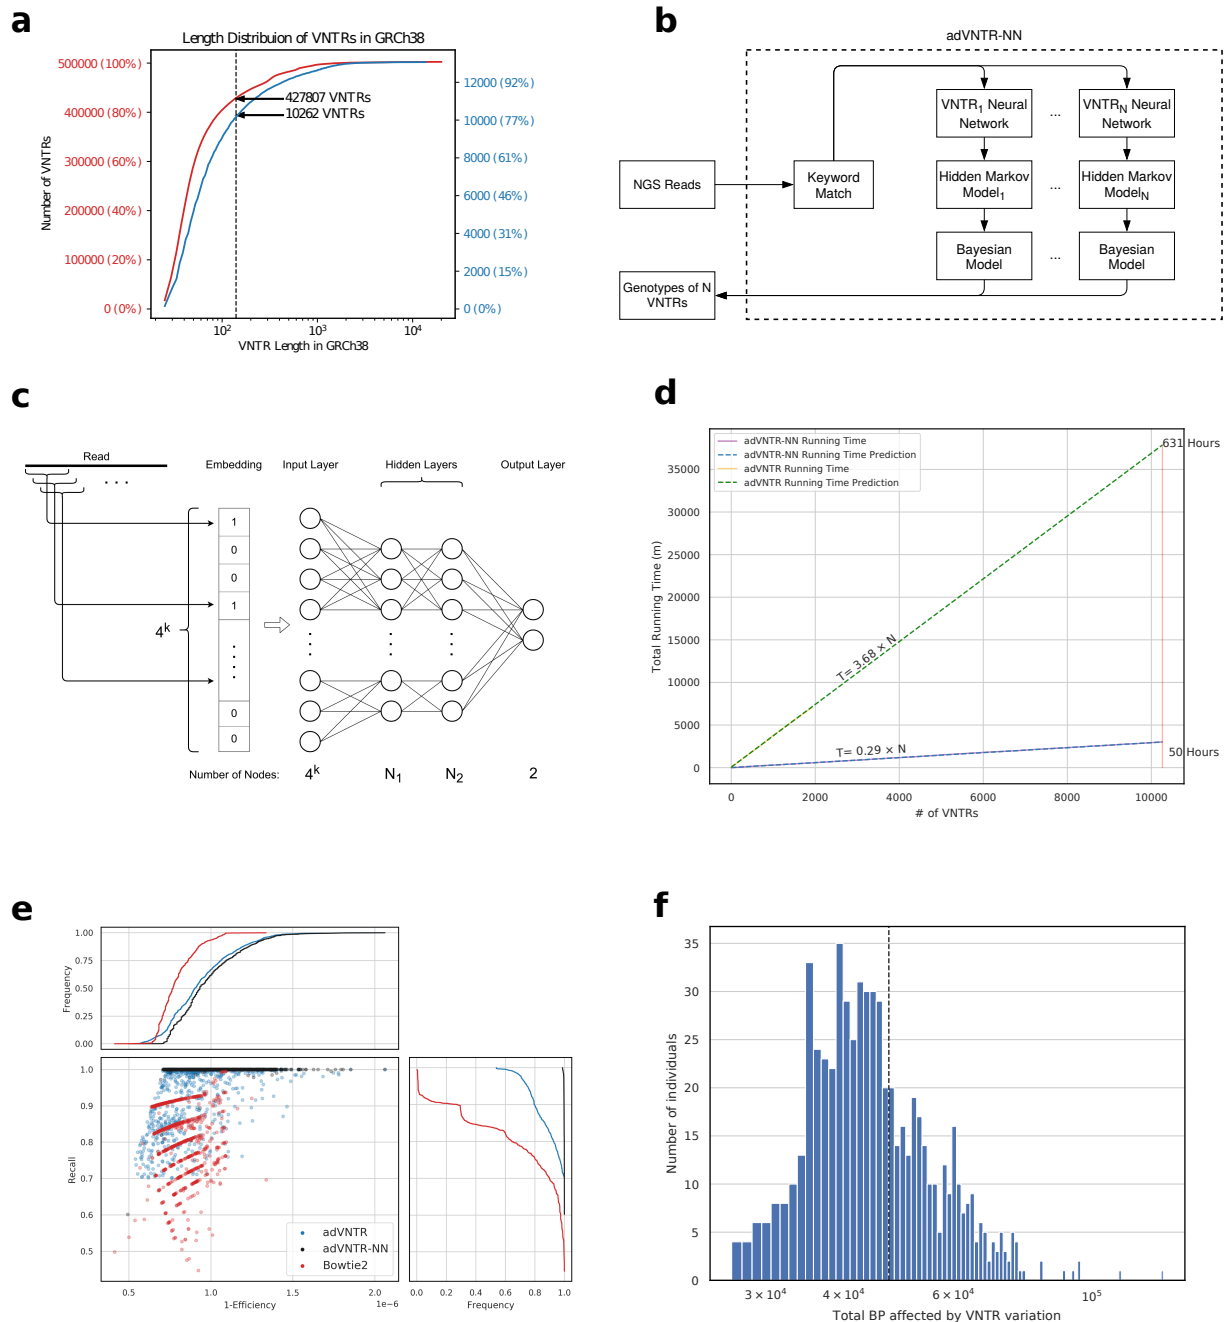 a
Length Distribuion of VNTRs in GRCh38
500000 (100%)
400000 (80%)
300000 (60%)
200000 (40%)
100000 (20%)
0 (0%)
Number of VNTRs
427807 VNTRs
10262 VNTRs
12000 (92%)
10000 (77%)
8000 (61%)
6000 (46%)
4000 (31%)
2000 (15%)
0 (0%)
10² 10³ 10⁴
VNTR Length in GRCh38
b
adVNTR-NN
NGS Reads
Keyword
Match
VNTR₁ Neural
Network
...
VNTR_N Neural
Network
Hidden Markov
Model₁
...
Hidden Markov
Model_N
Bayesian
Model
...
Bayesian
Model
Genotypes of N
VNTRs
c
Read
Embedding
Input Layer
Hidden Layers
Output Layer
. . .
4ᵏ
1
0
0
1
0
0
Number of Nodes:
4ᵏ
N₁
N₂
2
d
adVNTR-NN Running Time
adVNTR-NN Running Time Prediction
adVNTR Running Time
adVNTR Running Time Prediction
631 Hours
50 Hours
T= 3.68 × N
T= 0.29 × N
Total Running Time (m)
35000
30000
25000
20000
15000
10000
5000
0
0 2000 4000 6000 8000 10000
# of VNTRs
e
Frequency
1.00
0.75
0.50
0.25
0.00
Recall
1.0
0.9
0.8
0.7
0.6
0.5
adVNTR
adVNTR-NN
Bowtie2
0.5 1.0 1.5 2.0
1e−6
1-Efficiency
0.0 0.2 0.4 0.6 0.8 1.0
Frequency
f
Number of individuals
35
30
25
20
15
10
5
0
3 × 10⁴ 4 × 10⁴ 6 × 10⁴ 10⁵
Total BP affected by VNTR variation